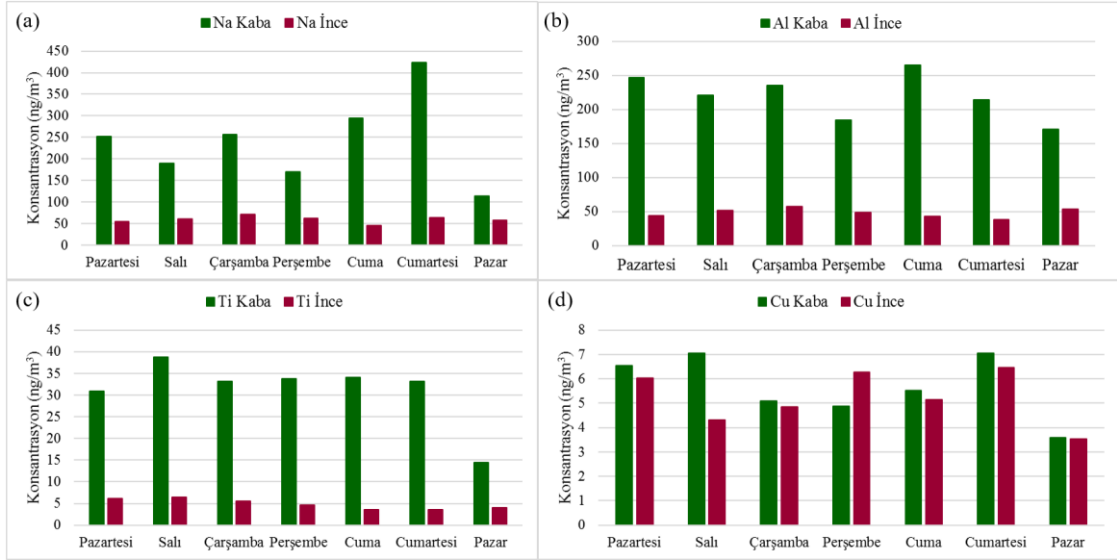 (a)
Na Kaba Na İnce
Konsantrasyon (ng/m³)
450
400
350
300
250
200
150
100
50
0
Pazartesi Salı Çarşamba Perşembe Cuma Cumartesi Pazar
(b)
Al Kaba Al İnce
Konsantrasyon (ng/m³)
300
250
200
150
100
50
0
Pazartesi Salı Çarşamba Perşembe Cuma Cumartesi Pazar
(c)
Ti Kaba Ti İnce
Konsantrasyon (ng/m³)
45
40
35
30
25
20
15
10
5
0
Pazartesi Salı Çarşamba Perşembe Cuma Cumartesi Pazar
(d)
Cu Kaba Cu İnce
Konsantrasyon (ng/m³)
8
7
6
5
4
3
2
1
0
Pazartesi Salı Çarşamba Perşembe Cuma Cumartesi Pazar